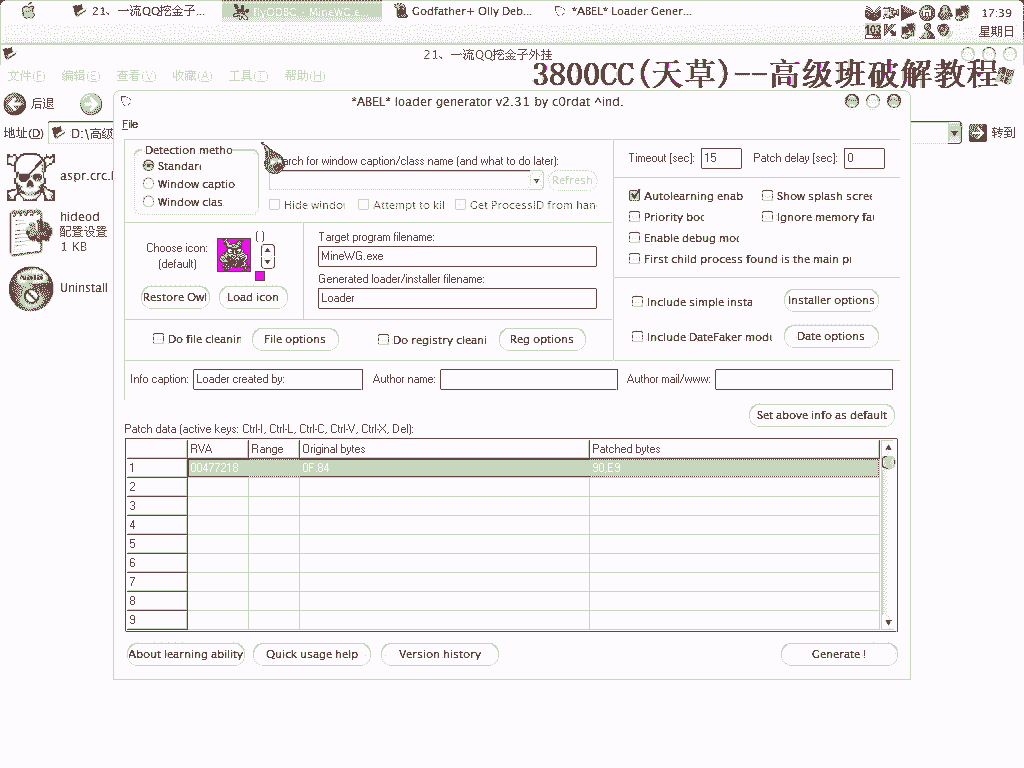 21、一流QQ挖金子...
flyODBG - MineWG.e...
Godfather+ Olly Deb...
*ABEL* Loader Gener...
17:39
103
星期日
21、一流QQ挖金子外挂
文件(F) 编辑(E) 查看(V) 收藏(A) 工具(T) 帮助(H)
3800CC(天草)--高级班破解教程
后退
地址(D) D:\高级
转到
aspr.crc.
hideod
配置设置
1 KB
Uninstall
*ABEL* loader generator v2.31 by c0rdat ^ind.
File
Detection metho
Standard
Window captio
Window clas
earch for window caption/class name (and what to do later):
Refresh
Hide windo
Attempt to kil
Get ProcessID from han
Timeout [sec]: 15
Patch delay [sec]: 0
Autolearning enab
Show splash scree
Priority boo
Ignore memory fa
Enable debug mo
First child process found is the main p
Choose icon:
(default)
Restore Owl
Load icon
Target program filename:
MineWG.exe
Generated loader/installer filename:
Loader
Include simple insta
Installer options
Include DateFaker modu
Date options
Do file cleanin
File options
Do registry cleani
Reg options
Info caption: Loader created by:
Author name:
Author mail/www:
Set above info as default
Patch data (active keys: Ctrl-I, Ctrl-L, Ctrl-C, Ctrl-V, Ctrl-X, Del):
RVA Range Original bytes Patched bytes
1 00477218 0F,84 90,E9
2
3
4
5
6
7
8
9
About learning ability
Quick usage help
Version history
Generate !